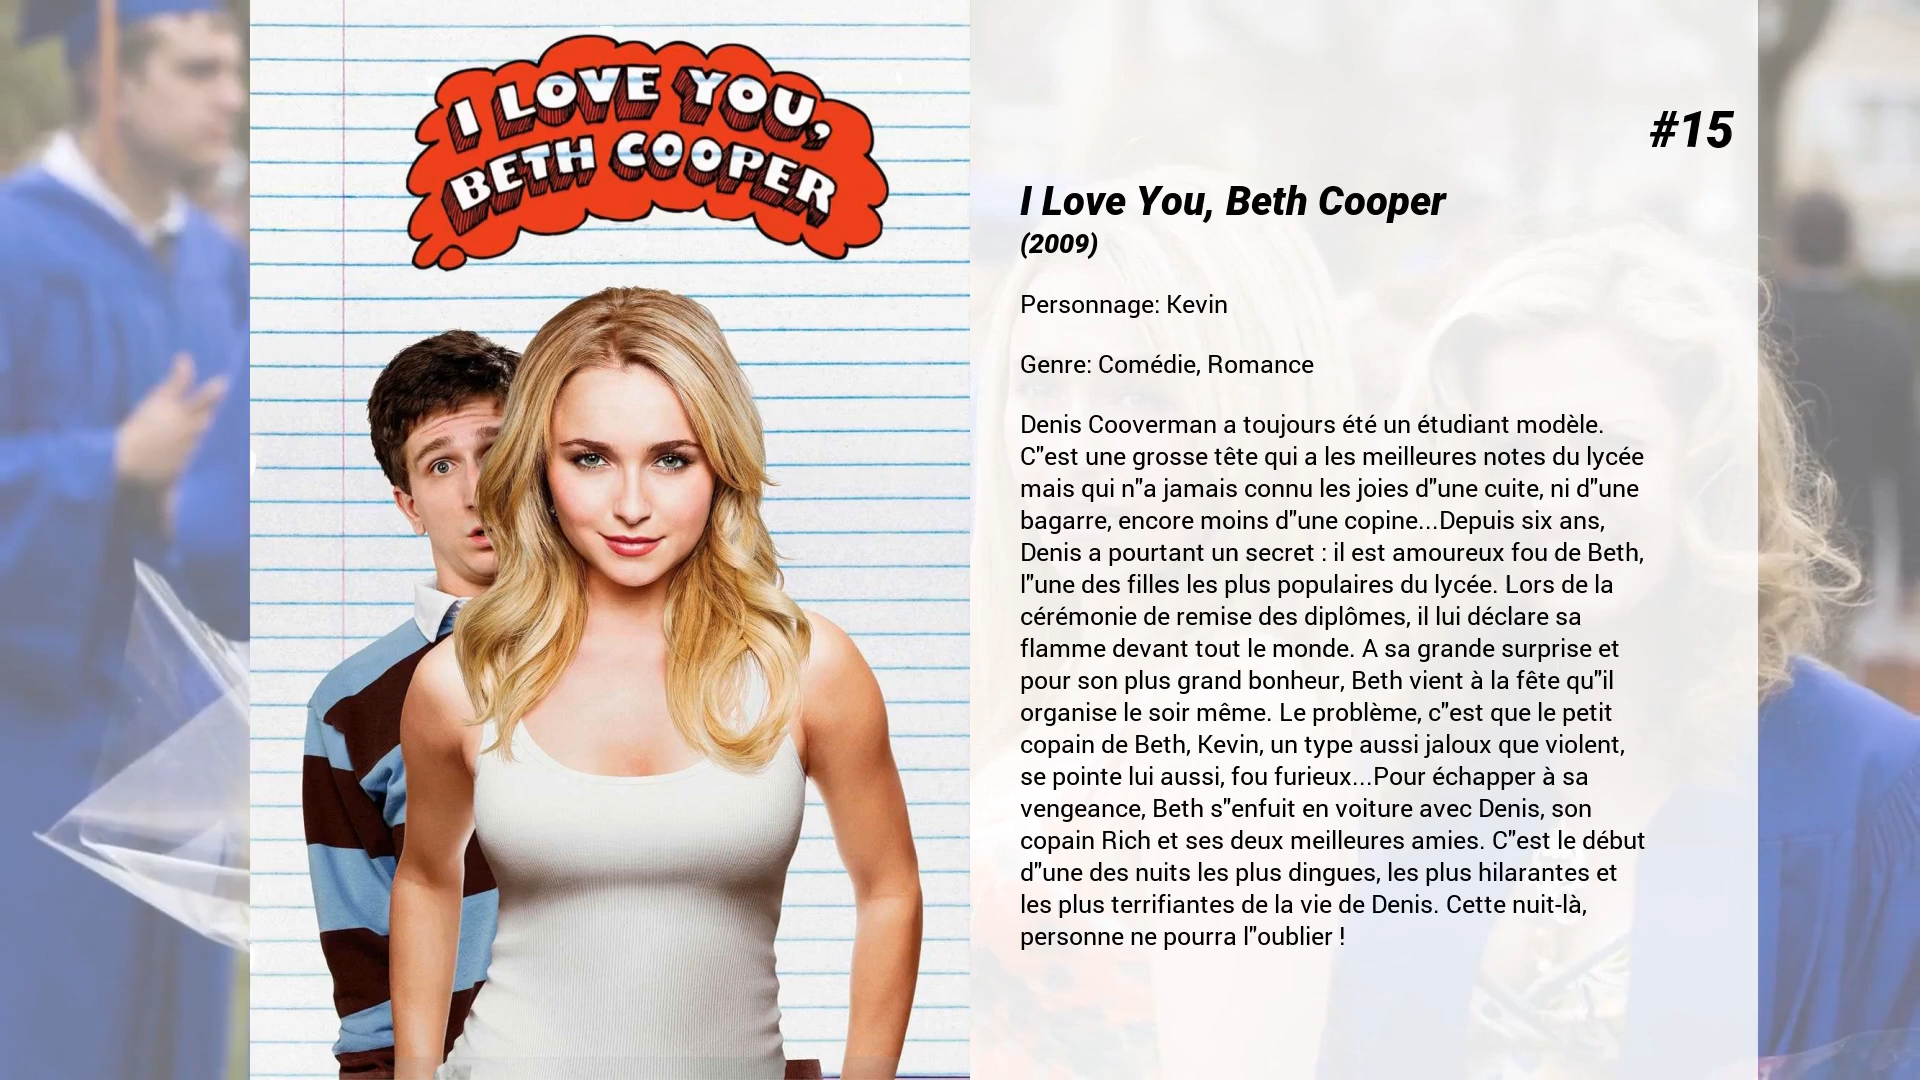 I LOVE YOU,
BETH COOPER
#15
I Love You, Beth Cooper
(2009)
Personnage: Kevin
Genre: Comédie, Romance
Denis Cooverman a toujours été un étudiant modèle.
C"est une grosse tête qui a les meilleures notes du lycée
mais qui n"a jamais connu les joies d"une cuite, ni d"une
bagarre, encore moins d"une copine...Depuis six ans,
Denis a pourtant un secret : il est amoureux fou de Beth,
l"une des filles les plus populaires du lycée. Lors de la
cérémonie de remise des diplômes, il lui déclare sa
flamme devant tout le monde. A sa grande surprise et
pour son plus grand bonheur, Beth vient à la fête qu"il
organise le soir même. Le problème, c"est que le petit
copain de Beth, Kevin, un type aussi jaloux que violent,
se pointe lui aussi, fou furieux...Pour échapper à sa
vengeance, Beth s"enfuit en voiture avec Denis, son
copain Rich et ses deux meilleures amies. C"est le début
d"une des nuits les plus dingues, les plus hilarantes et
les plus terrifiantes de la vie de Denis. Cette nuit-là,
personne ne pourra l"oublier !